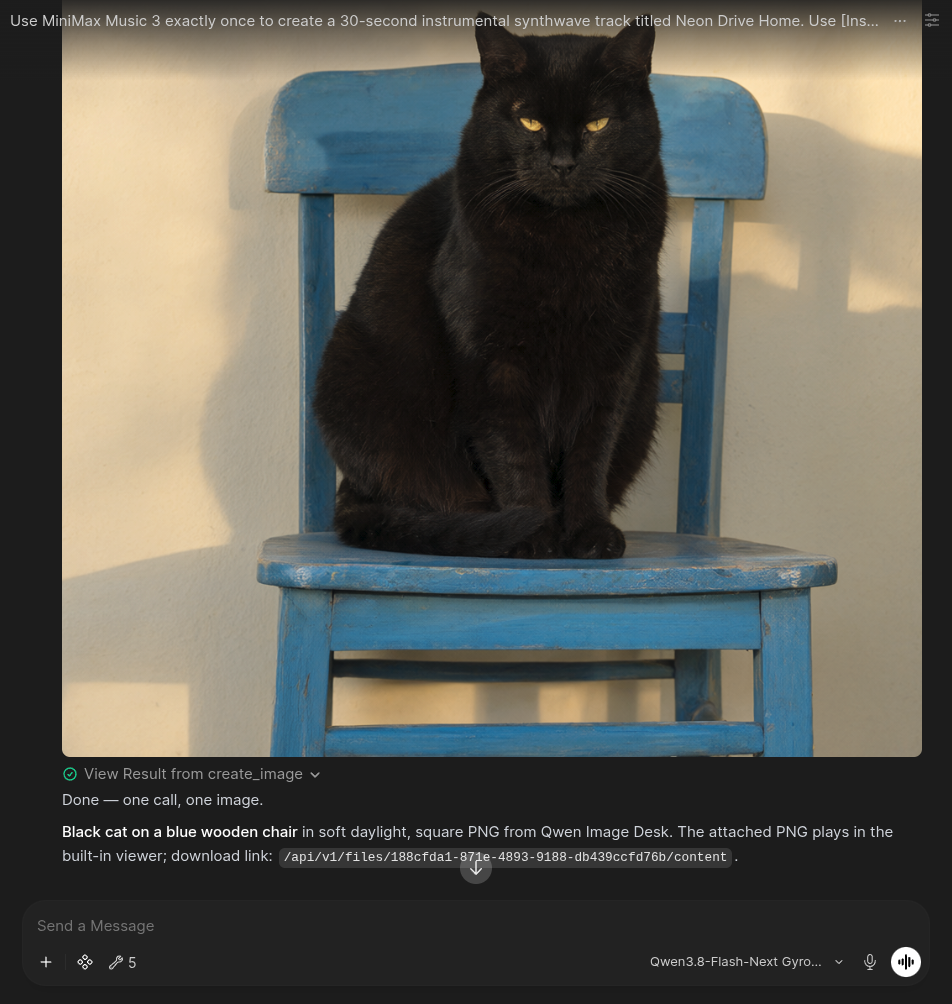 Use MiniMax Music 3 exactly once to create a 30-second instrumental synthwave track titled Neon Drive Home. Use [Ins...
View Result from create_image
Done — one call, one image.
Black cat on a blue wooden chair in soft daylight, square PNG from Qwen Image Desk. The attached PNG plays in the
built-in viewer; download link: /api/v1/files/188cfda1-871e-4893-9188-db439ccfd76b/content.
Send a Message
5
Qwen3.8-Flash-Next Gyro...